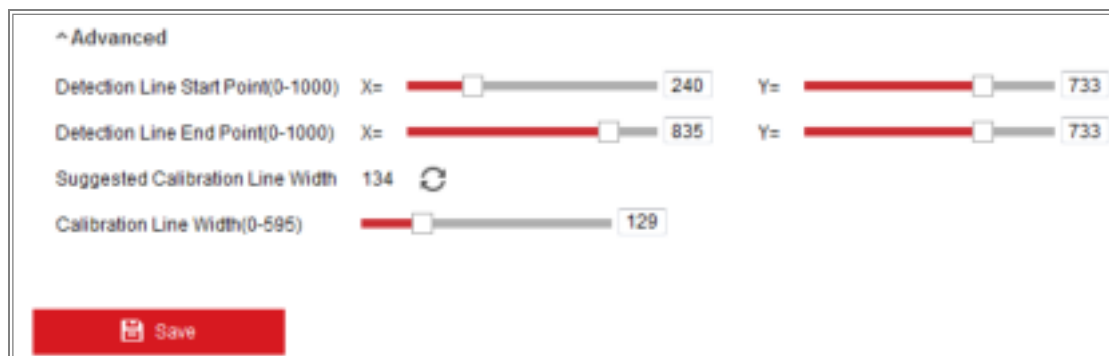 Advanced
Detection Line Start Point(0-1000) X= 240 Y= 733
Detection Line End Point(0-1000) X= 835 Y= 733
Suggested Calibration Line Width 134
Calibration Line Width(0-595) 129
Save